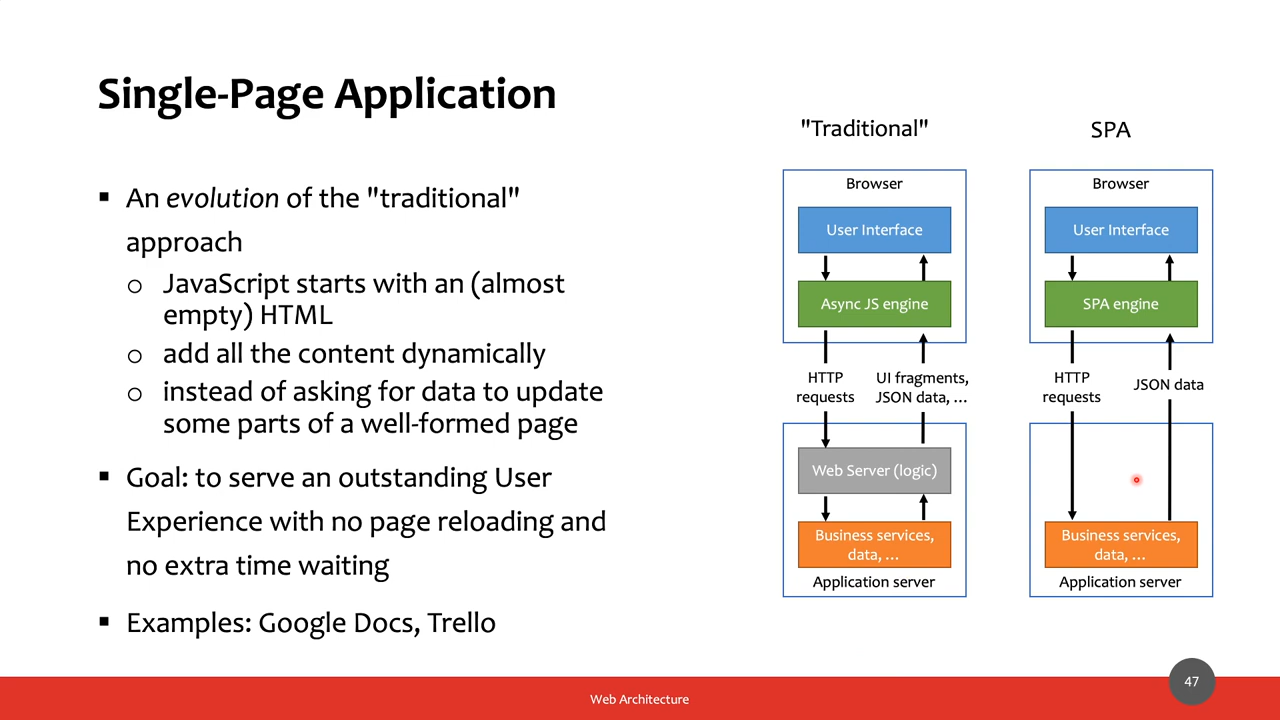 Single-Page Application
▪ An evolution of the "traditional"
approach
o JavaScript starts with an (almost
empty) HTML
o add all the content dynamically
o instead of asking for data to update
some parts of a well-formed page
▪ Goal: to serve an outstanding User
Experience with no page reloading and
no extra time waiting
▪ Examples: Google Docs, Trello
"Traditional"
Browser
User Interface
Async JS engine
HTTP
requests
UI fragments,
JSON data, ...
Web Server (logic)
Business services,
data, ...
Application server
SPA
Browser
User Interface
SPA engine
HTTP
requests
JSON data
Business services,
data, ...
Application server
Web Architecture
47